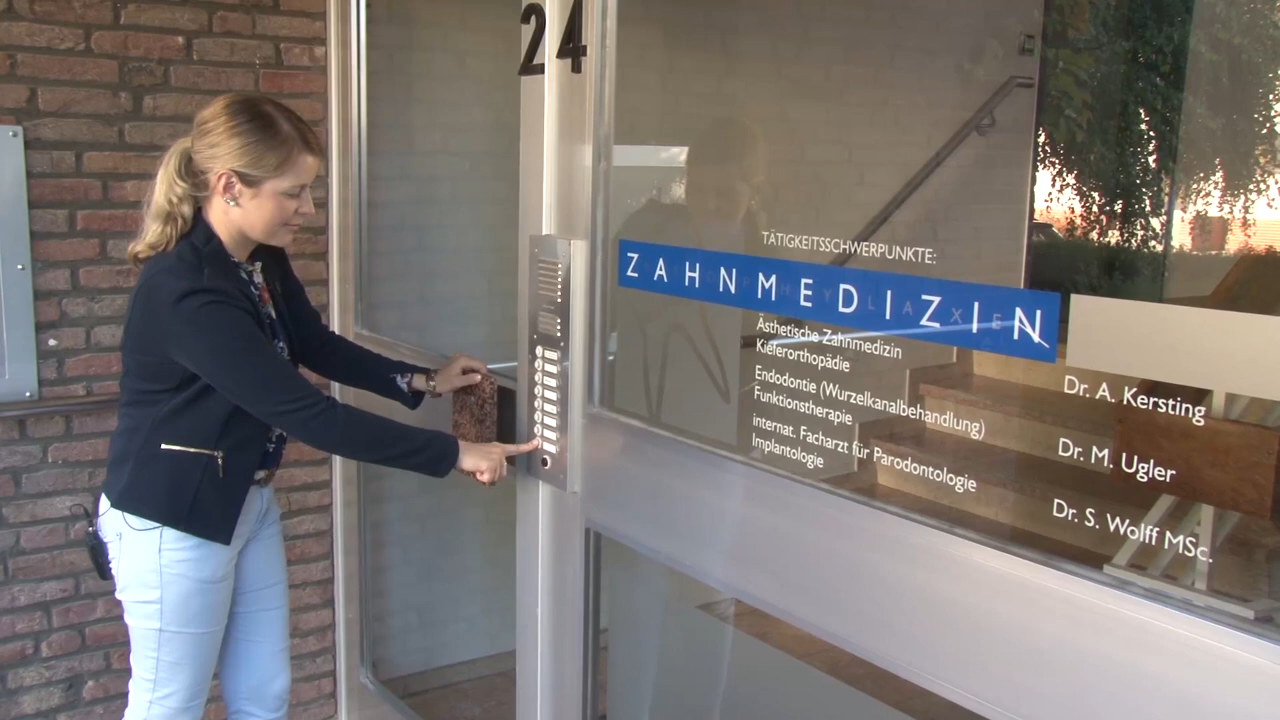 24
TÄTIGKEITSSCHWERPUNKTE:
ZAHNMEDIZIN
Ästhetische Zahnmedizin
Kieferorthopädie
Endodontie (Wurzelkanalbehandlung)
Funktionstherapie
internat. Facharzt für Parodontologie
Implantologie
Dr. A. Kersting
Dr. M. Ugler
Dr. S. Wolff MSc.